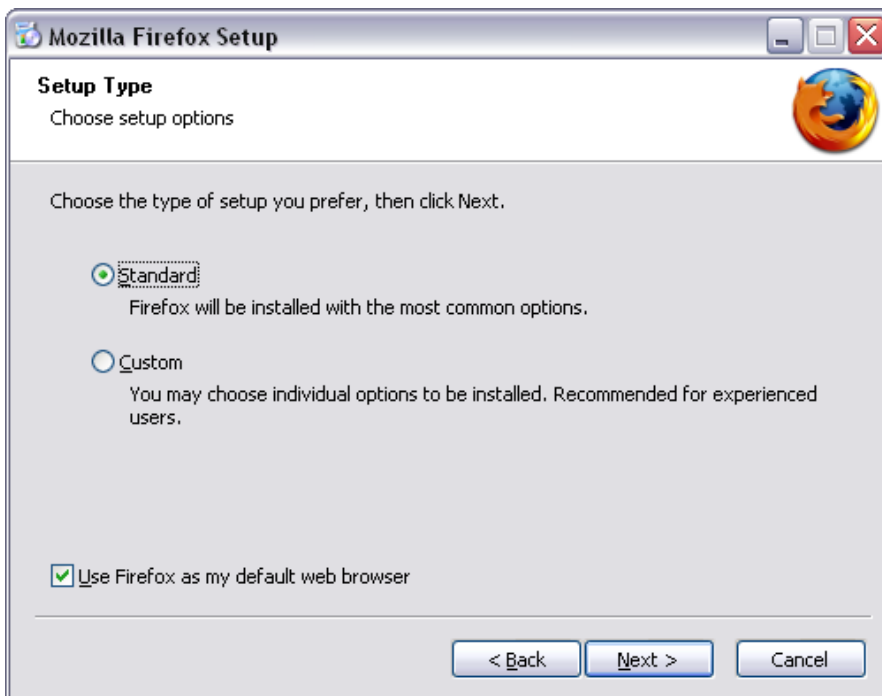 Mozilla Firefox Setup
Setup Type
Choose setup options
Choose the type of setup you prefer, then click Next.
Standard
Firefox will be installed with the most common options.
Custom
You may choose individual options to be installed. Recommended for experienced
users.
Use Firefox as my default web browser
< Back
Next >
Cancel